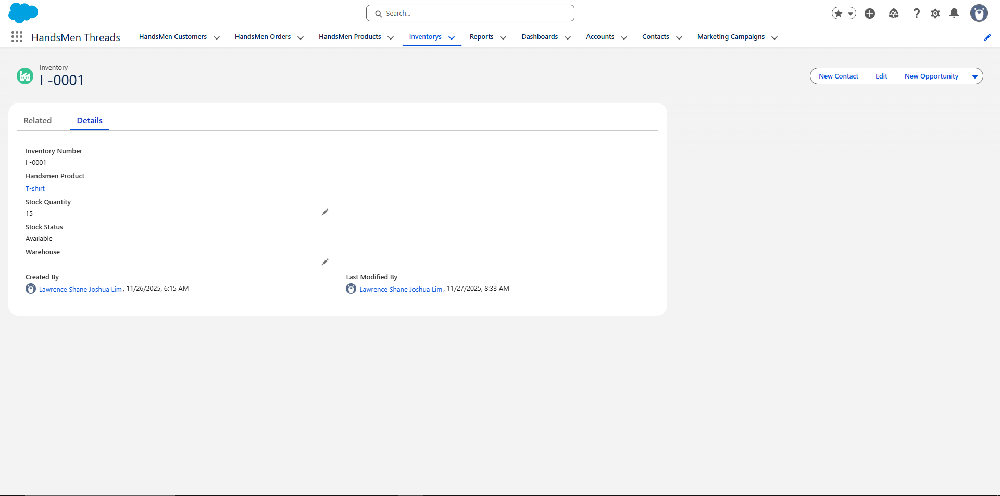 Search...
HandsMen Threads
HandsMen Customers
HandsMen Orders
HandsMen Products
Inventorys
Reports
Dashboards
Accounts
Contacts
Marketing Campaigns
Inventory
I -0001
New Contact
Edit
New Opportunity
Related
Details
Inventory Number
I -0001
Handsmen Product
T-shirt
Stock Quantity
15
Stock Status
Available
Warehouse
Created By
Lawrence Shane Joshua Lim, 11/26/2025, 6:15 AM
Last Modified By
Lawrence Shane Joshua Lim, 11/27/2025, 8:33 AM